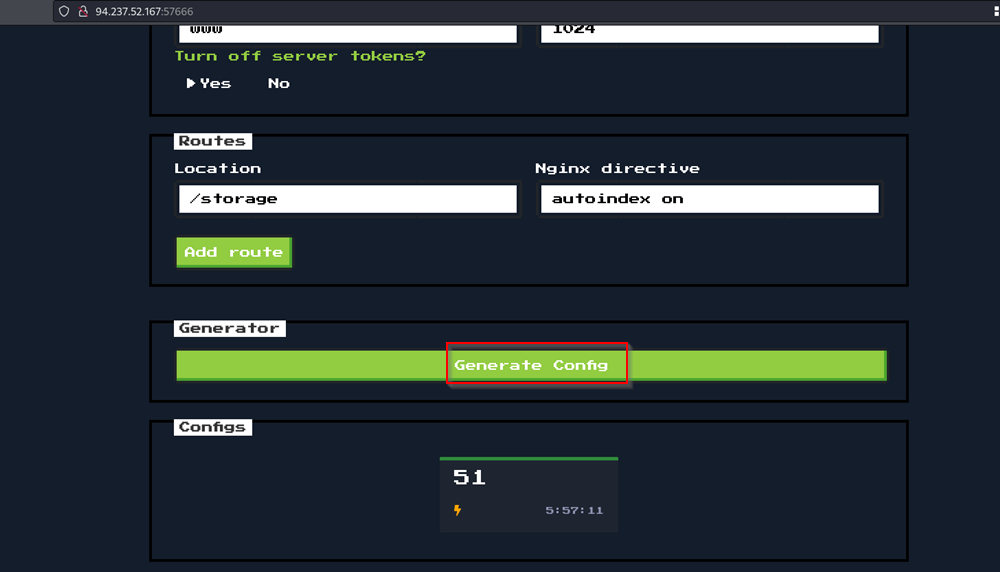 94.237.52.167:57666
www 1024
Turn off server tokens?
Yes No
Routes
Location Nginx directive
/storage autoindex on
Add route
Generator
Generate Config
Configs
51
5:57:11